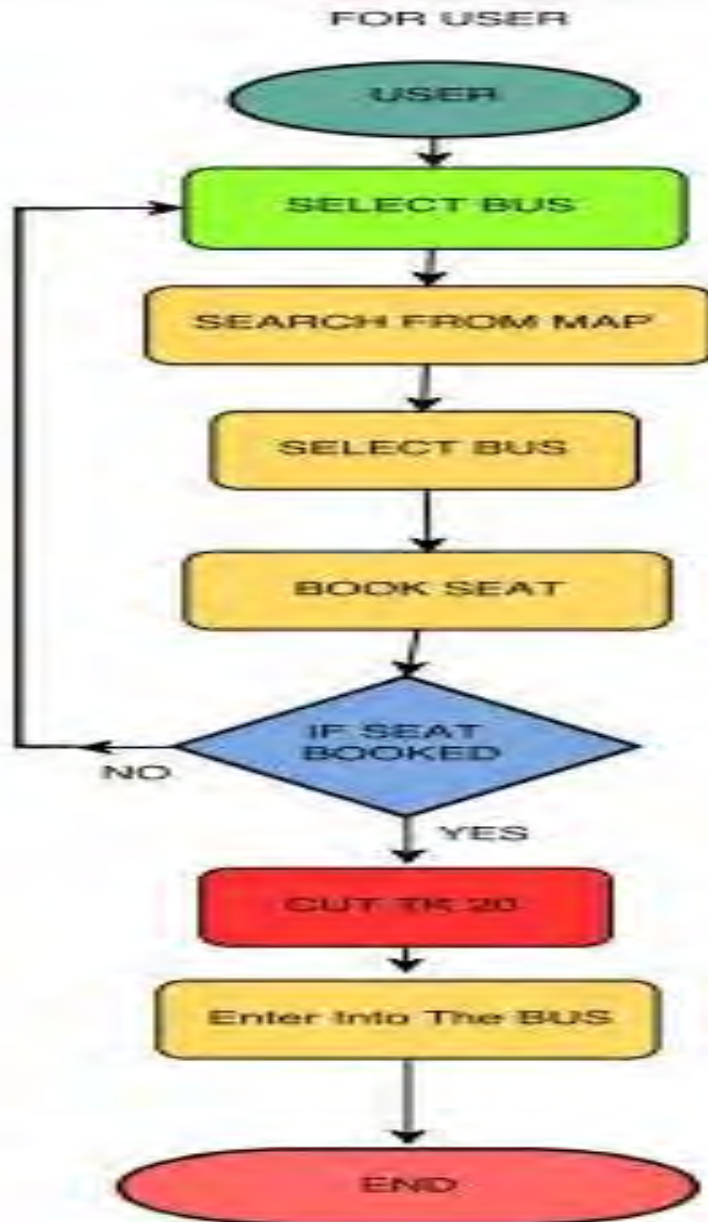 FOR USER
USER
SELECT BUS
SEARCH FROM MAP
SELECT BUS
BOOK SEAT
IF SEAT
BOOKED
NO
YES
CUT TK 20
Enter Into The BUS
END